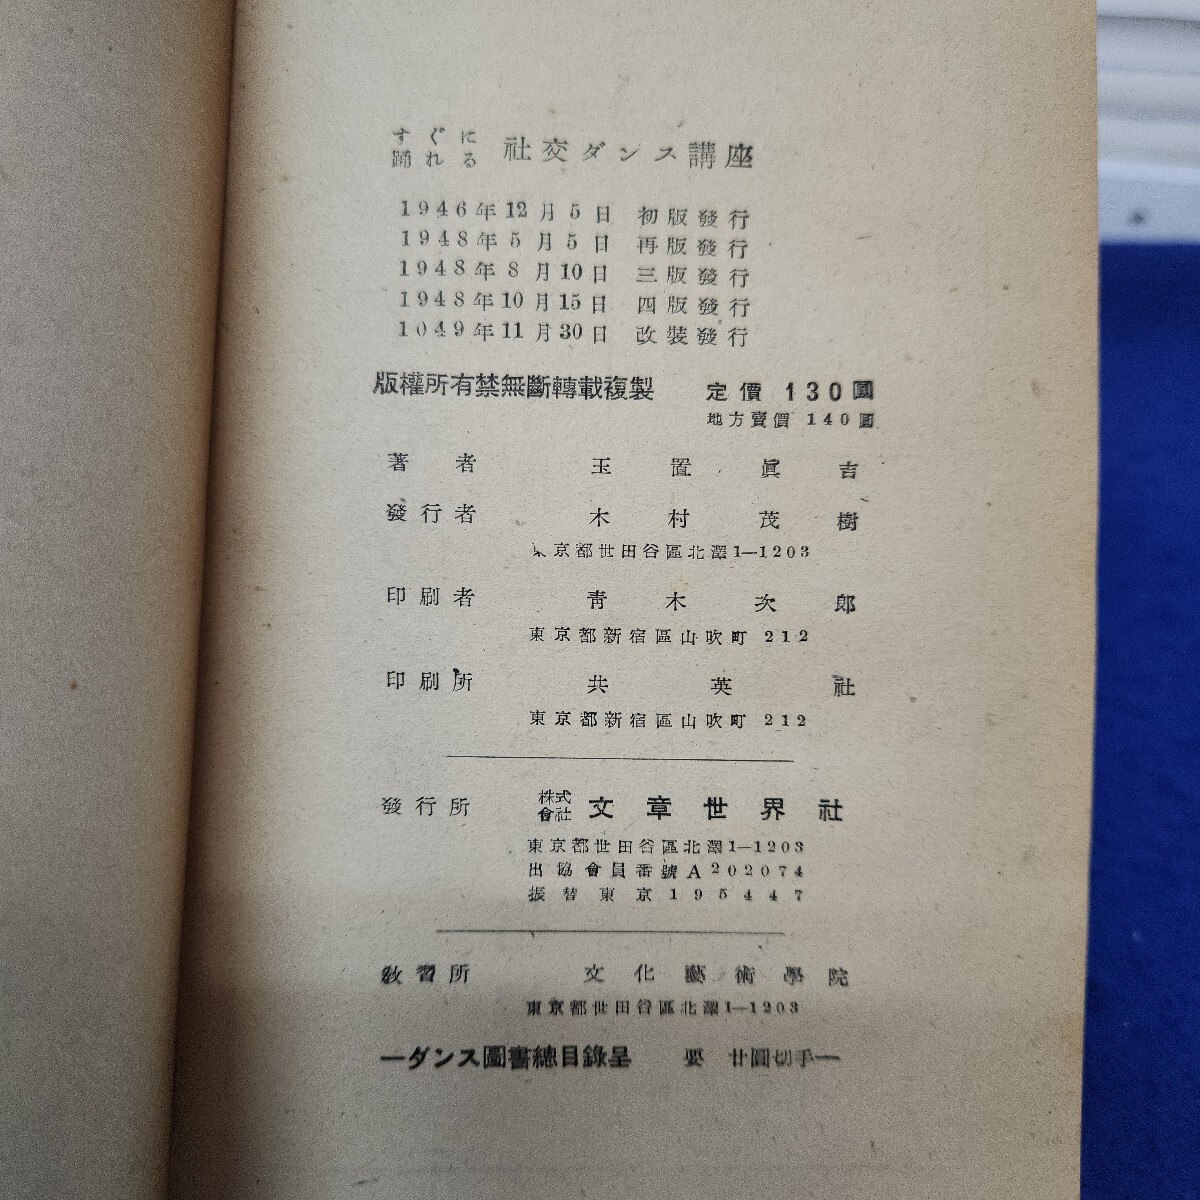 すぐに
踊れる 社交ダンス講座
1946年12月5日 初版發行
1948年5月5日 再版發行
1948年8月10日 三版發行
1948年10月15日 四版發行
1049年11月30日 改裝發行
版權所有禁無斷轉載複製 定價 130圓
地方賣價 140圓
著者 玉置眞吉
發行者 木村茂樹
東京都世田谷區北澤1―1203
印刷者 青木次郎
東京都新宿區山吹町 212
印刷所 共英社
東京都新宿區山吹町 212
發行所 株式會社 文章世界社
東京都世田谷區北澤1―1203
出協會員番號A202074
振替東京195447
敎習所 文化藝術學院
東京都世田谷區北澤1―1203
―ダンス圖書總目錄呈 要 廿圓切手―